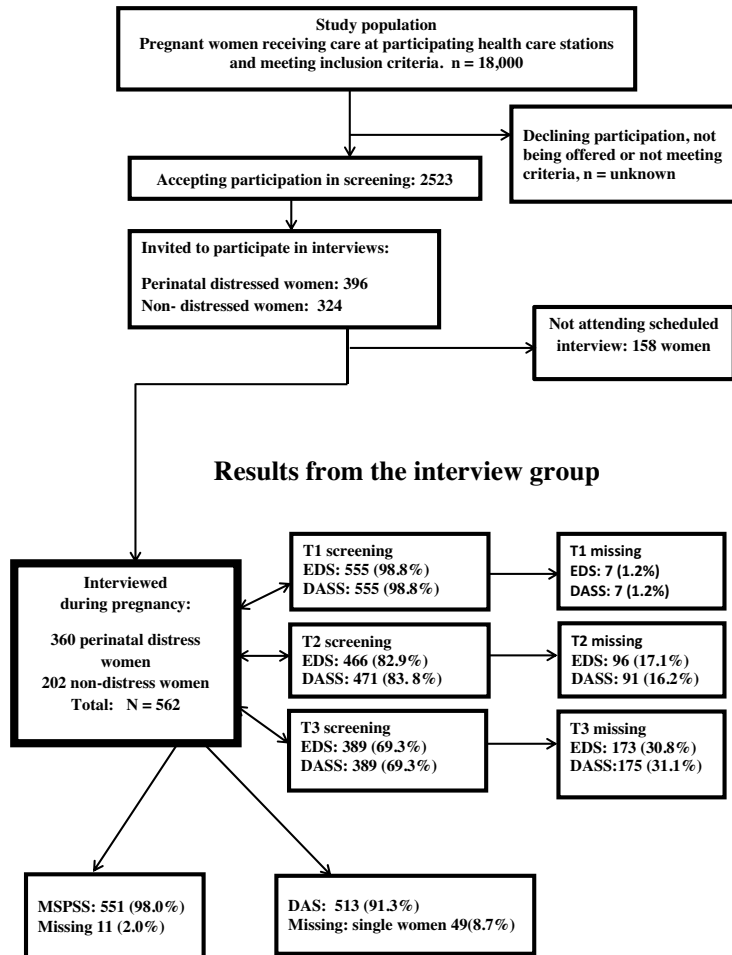 Study population
Pregnant women receiving care at participating health care stations
and meeting inclusion criteria. n = 18,000
Declining participation, not
being offered or not meeting
criteria, n = unknown
Accepting participation in screening: 2523
Invited to participate in interviews:
Perinatal distressed women: 396
Non- distressed women: 324
Not attending scheduled
interview: 158 women
Results from the interview group
Interviewed
during pregnancy:
360 perinatal distress
women
202 non-distress women
Total: N = 562
T1 screening
EDS: 555 (98.8%)
DASS: 555 (98.8%)
T1 missing
EDS: 7 (1.2%)
DASS: 7 (1.2%)
T2 screening
EDS: 466 (82.9%)
DASS: 471 (83. 8%)
T2 missing
EDS: 96 (17.1%)
DASS: 91 (16.2%)
T3 screening
EDS: 389 (69.3%)
DASS: 389 (69.3%)
T3 missing
EDS: 173 (30.8%)
DASS:175 (31.1%)
MSPSS: 551 (98.0%)
Missing 11 (2.0%)
DAS: 513 (91.3%)
Missing: single women 49(8.7%)